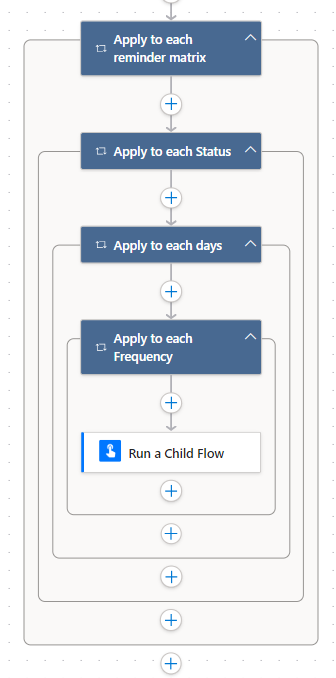 Apply to each
reminder matrix
Apply to each Status
Apply to each days
Apply to each
Frequency
Run a Child Flow